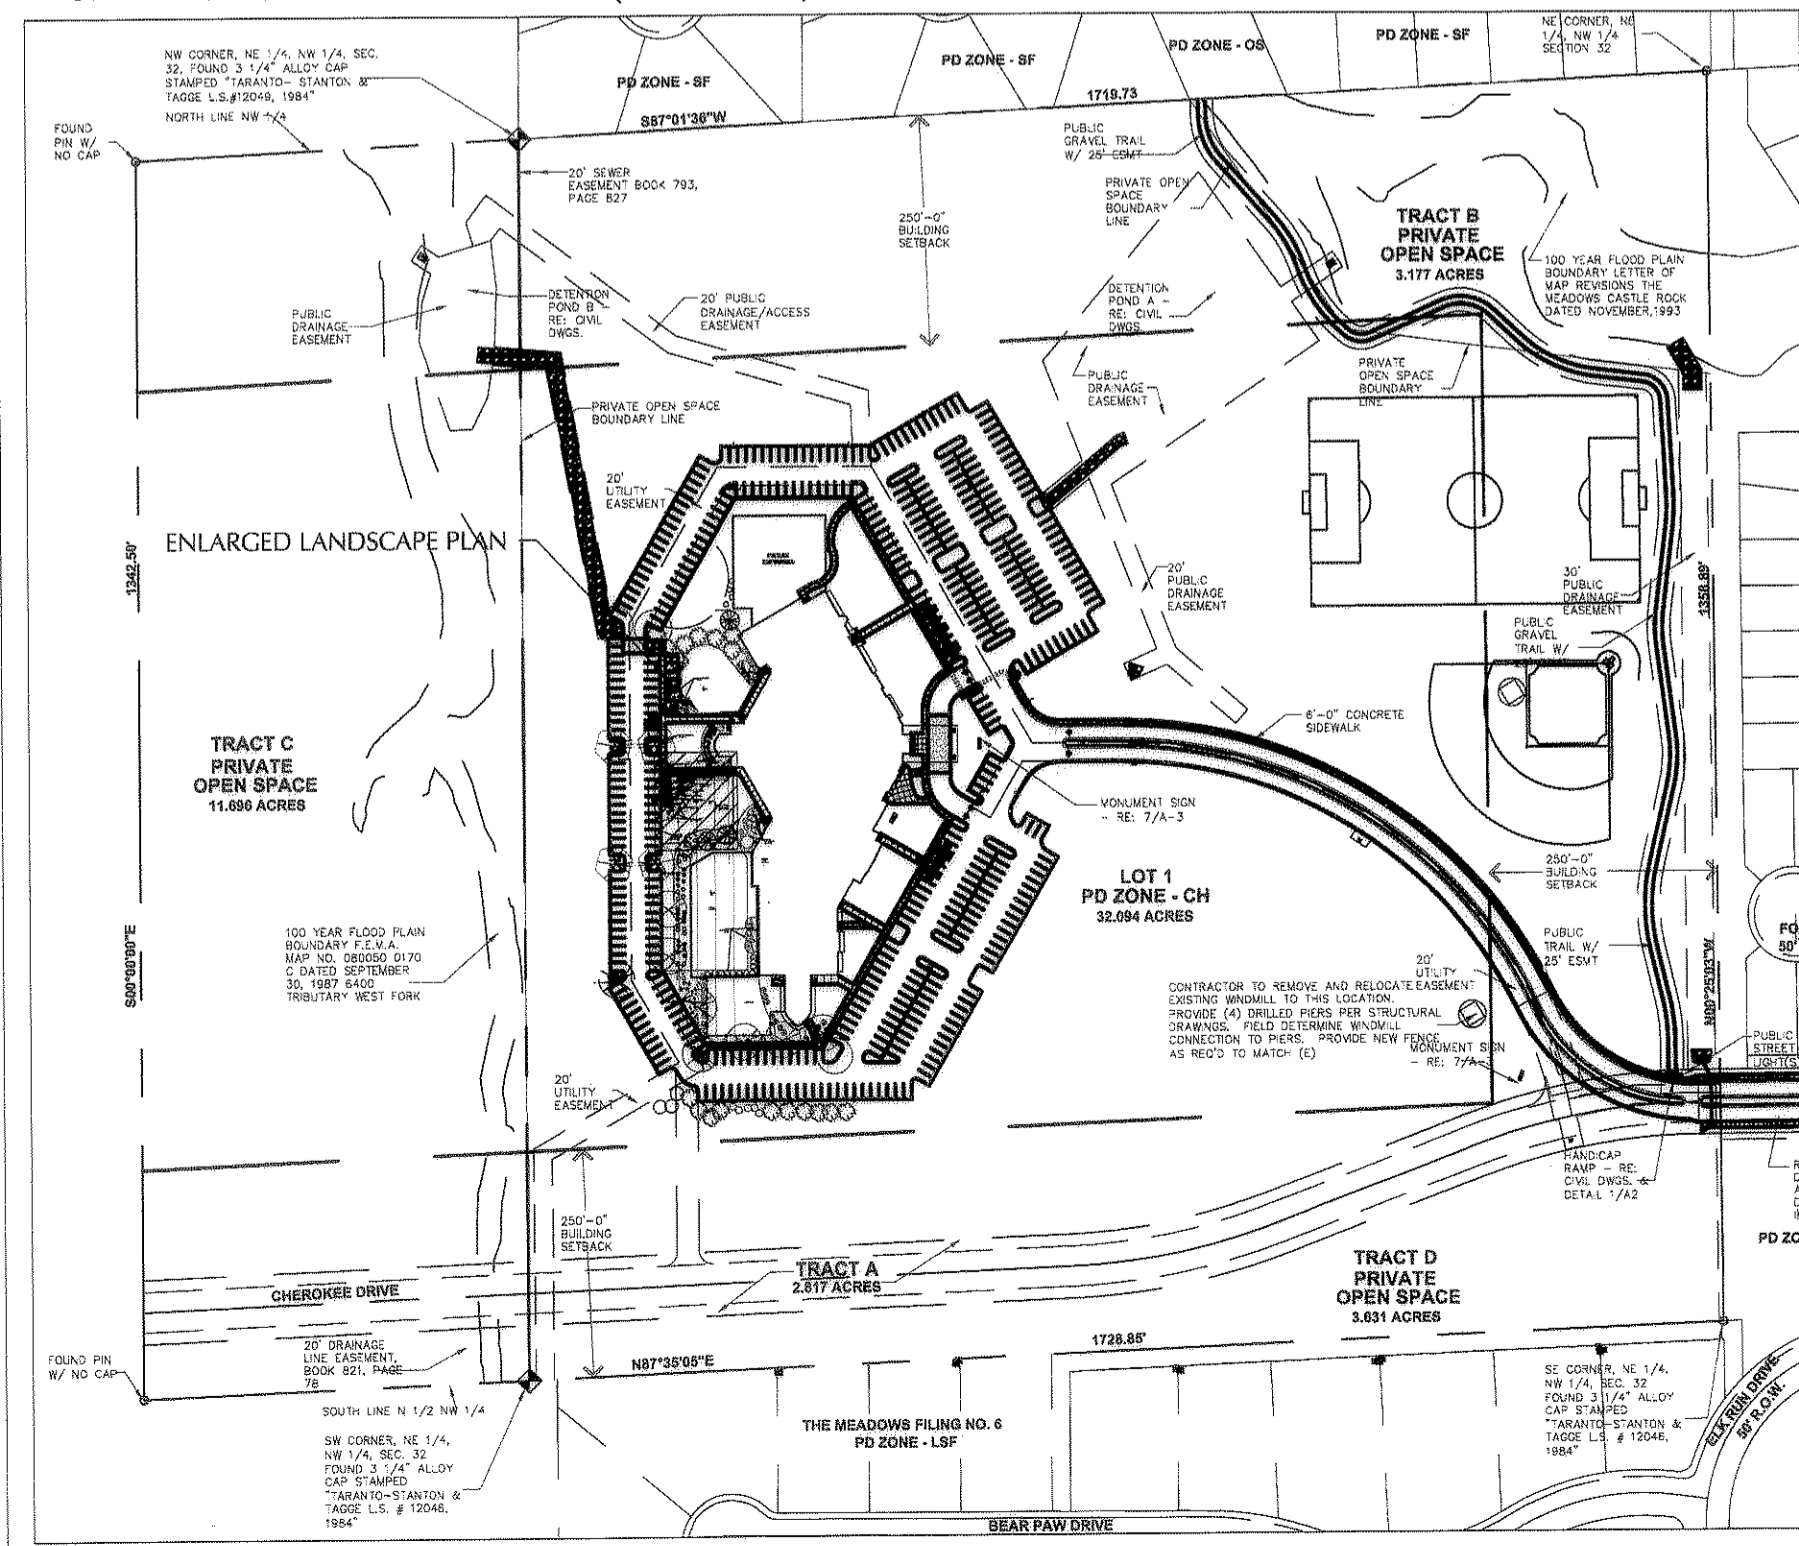 NW CORNER, NE 1/4, NW 1/4, SEC.
32, FOUND 3 1/4" ALLOY CAP
STAMPED "TARANTO- STANTON &
TAGGE L.S.#12049, 1984"
NORTH LINE NW 1/4
FOUND
PIN W/
NO CAP
PD ZONE - SF
PD ZONE - SF
PD ZONE - OS
PD ZONE - SF
NE CORNER, NE
1/4, NW 1/4
SECTION 32
S87°01'36"W
1719.73
20' SEWER
EASEMENT BOOK 793,
PAGE 827
250'-0"
BUILDING
SETBACK
PUBLIC
GRAVEL TRAIL
W/ 25' ESMT
PRIVATE OPEN
SPACE
BOUNDARY
LINE
TRACT B
PRIVATE
OPEN SPACE
3.177 ACRES
100 YEAR FLOOD PLAIN
BOUNDARY LETTER OF
MAP REVISIONS THE
MEADOWS CASTLE ROCK
DATED NOVEMBER,1993
PUBLIC
DRAINAGE
EASEMENT
DETENTION
POND B -
RE: CIVIL
DWGS.
20' PUBLIC
DRAINAGE/ACCESS
EASEMENT
DETENTION
POND A -
RE: CIVIL
DWGS.
PUBLIC
DRAINAGE
EASEMENT
PRIVATE
OPEN SPACE
BOUNDARY
LINE
PRIVATE OPEN SPACE
BOUNDARY LINE
20'
UTILITY
EASEMENT
ENLARGED LANDSCAPE PLAN
1342.50'
20'
PUBLIC
DRAINAGE
EASEMENT
30'
PUBLIC
DRAINAGE
EASEMENT
1358.89'
PUBLIC
GRAVEL
TRAIL W/
6'-0" CONCRETE
SIDEWALK
TRACT C
PRIVATE
OPEN SPACE
11.696 ACRES
MONUMENT SIGN
- RE: 7/A-3
LOT 1
PD ZONE - CH
32.094 ACRES
250'-0"
BUILDING
SETBACK
100 YEAR FLOOD PLAIN
BOUNDARY F.E.M.A.
MAP NO. 080050 0170
C DATED SEPTEMBER
30, 1987 6400
TRIBUTARY WEST FORK
S00°00'00"E
PUBLIC
TRAIL W/
25' ESMT
FO
50'
N00°25'03"W
20'
UTILITY
EASEMENT
CONTRACTOR TO REMOVE AND RELOCATE
EXISTING WINDMILL TO THIS LOCATION.
PROVIDE (4) DRILLED PIERS PER STRUCTURAL
DRAWINGS. FIELD DETERMINE WINDMILL
CONNECTION TO PIERS. PROVIDE NEW FENCE
AS REQ'D TO MATCH (E)
MONUMENT SIGN
- RE: 7/A-
PUBLIC
STREET
LIGHT(S
20'
UTILITY
EASEMENT
HANDICAP
RAMP - RE:
CIVIL DWGS. &
DETAIL 1/A2
250'-0"
BUILDING
SETBACK
PD ZO
TRACT A
2.817 ACRES
TRACT D
PRIVATE
OPEN SPACE
3.631 ACRES
CHEROKEE DRIVE
FOUND PIN
W/ NO CAP
20' DRAINAGE
LINE EASEMENT,
BOOK 821, PAGE
78
SOUTH LINE N 1/2 NW 1/4
N87°35'05"E
1728.85'
SW CORNER, NE 1/4,
NW 1/4, SEC. 32
FOUND 3 1/4" ALLOY
CAP STAMPED
"TARANTO-STANTON &
TAGGE L.S. # 12046,
1984"
THE MEADOWS FILING NO. 6
PD ZONE - LSF
SE CORNER, NE 1/4,
NW 1/4, SEC. 32
FOUND 3 1/4" ALLOY
CAP STAMPED
"TARANTO-STANTON &
TAGGE L.S. # 12046,
1984"
ELK RUN DRIVE
50' R.O.W.
BEAR PAW DRIVE